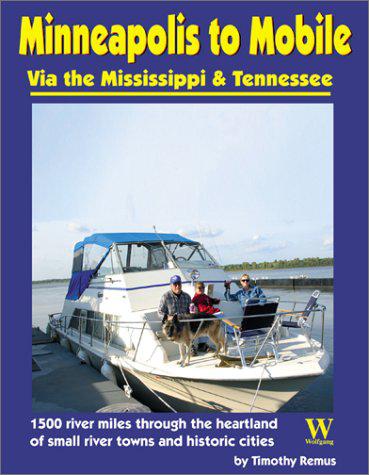 Minneapolis to Mobile
Via the Mississippi & Tennessee
1500 river miles through the heartland
of small river towns and historic cities
W
Wolfgang
by Timothy Remus